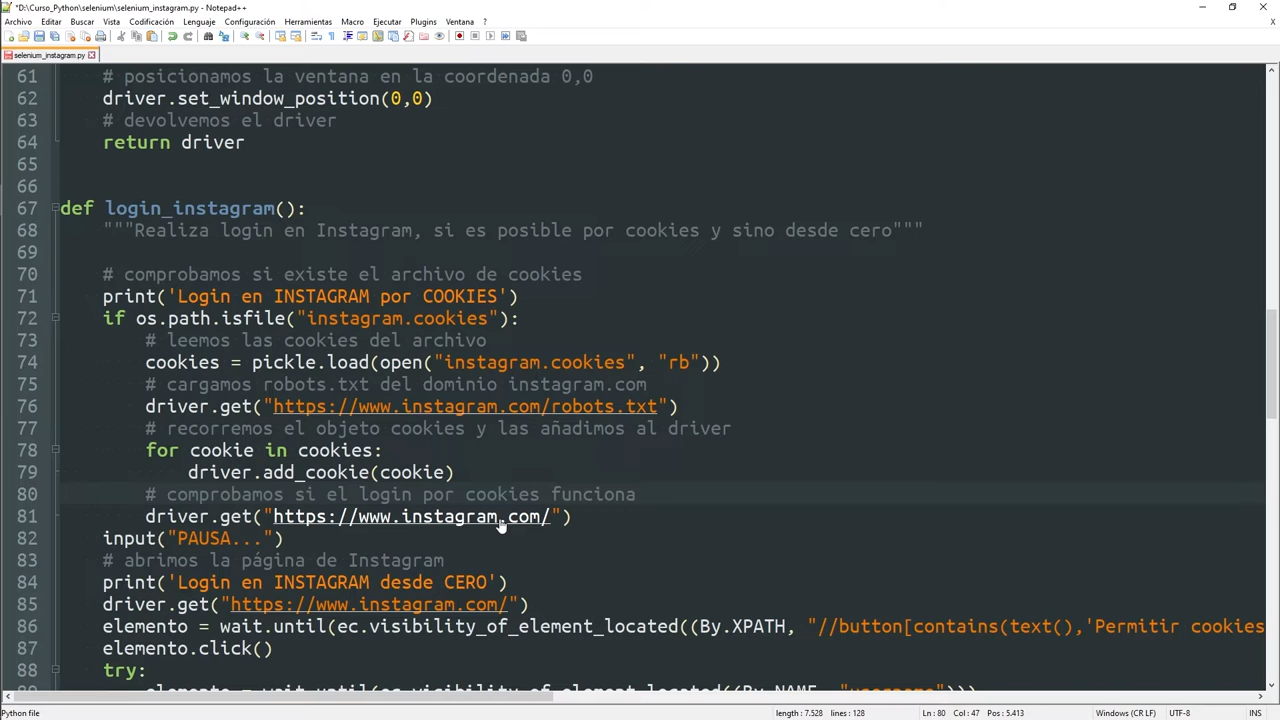 *D:\Curso_Python\selenium\selenium_instagram.py - Notepad++
Archivo Editar Buscar Vista Codificación Lenguaje Configuración Herramientas Macro Ejecutar Plugins Ventana ?
selenium_instagram.py
61 # posicionamos la ventana en la coordenada 0,0
62 driver.set_window_position(0,0)
63 # devolvemos el driver
64 return driver
65
66
67 def login_instagram():
68 """Realiza login en Instagram, si es posible por cookies y sino desde cero"""
69
70 # comprobamos si existe el archivo de cookies
71 print('Login en INSTAGRAM por COOKIES')
72 if os.path.isfile("instagram.cookies"):
73 # leemos las cookies del archivo
74 cookies = pickle.load(open("instagram.cookies", "rb"))
75 # cargamos robots.txt del dominio instagram.com
76 driver.get("https://www.instagram.com/robots.txt")
77 # recorremos el objeto cookies y las añadimos al driver
78 for cookie in cookies:
79 driver.add_cookie(cookie)
80 # comprobamos si el login por cookies funciona
81 driver.get("https://www.instagram.com/")
82 input("PAUSA...")
83 # abrimos la página de Instagram
84 print('Login en INSTAGRAM desde CERO')
85 driver.get("https://www.instagram.com/")
86 elemento = wait.until(ec.visibility_of_element_located((By.XPATH, "//button[contains(text(),'Permitir cookies
87 elemento.click()
88 try:
89 elemento = wait.until(ec.visibility_of_element_located((By.NAME, "username")))
Python file length : 7.528 lines : 128 Ln : 80 Col : 47 Pos : 5.413 Windows (CR LF) UTF-8 INS